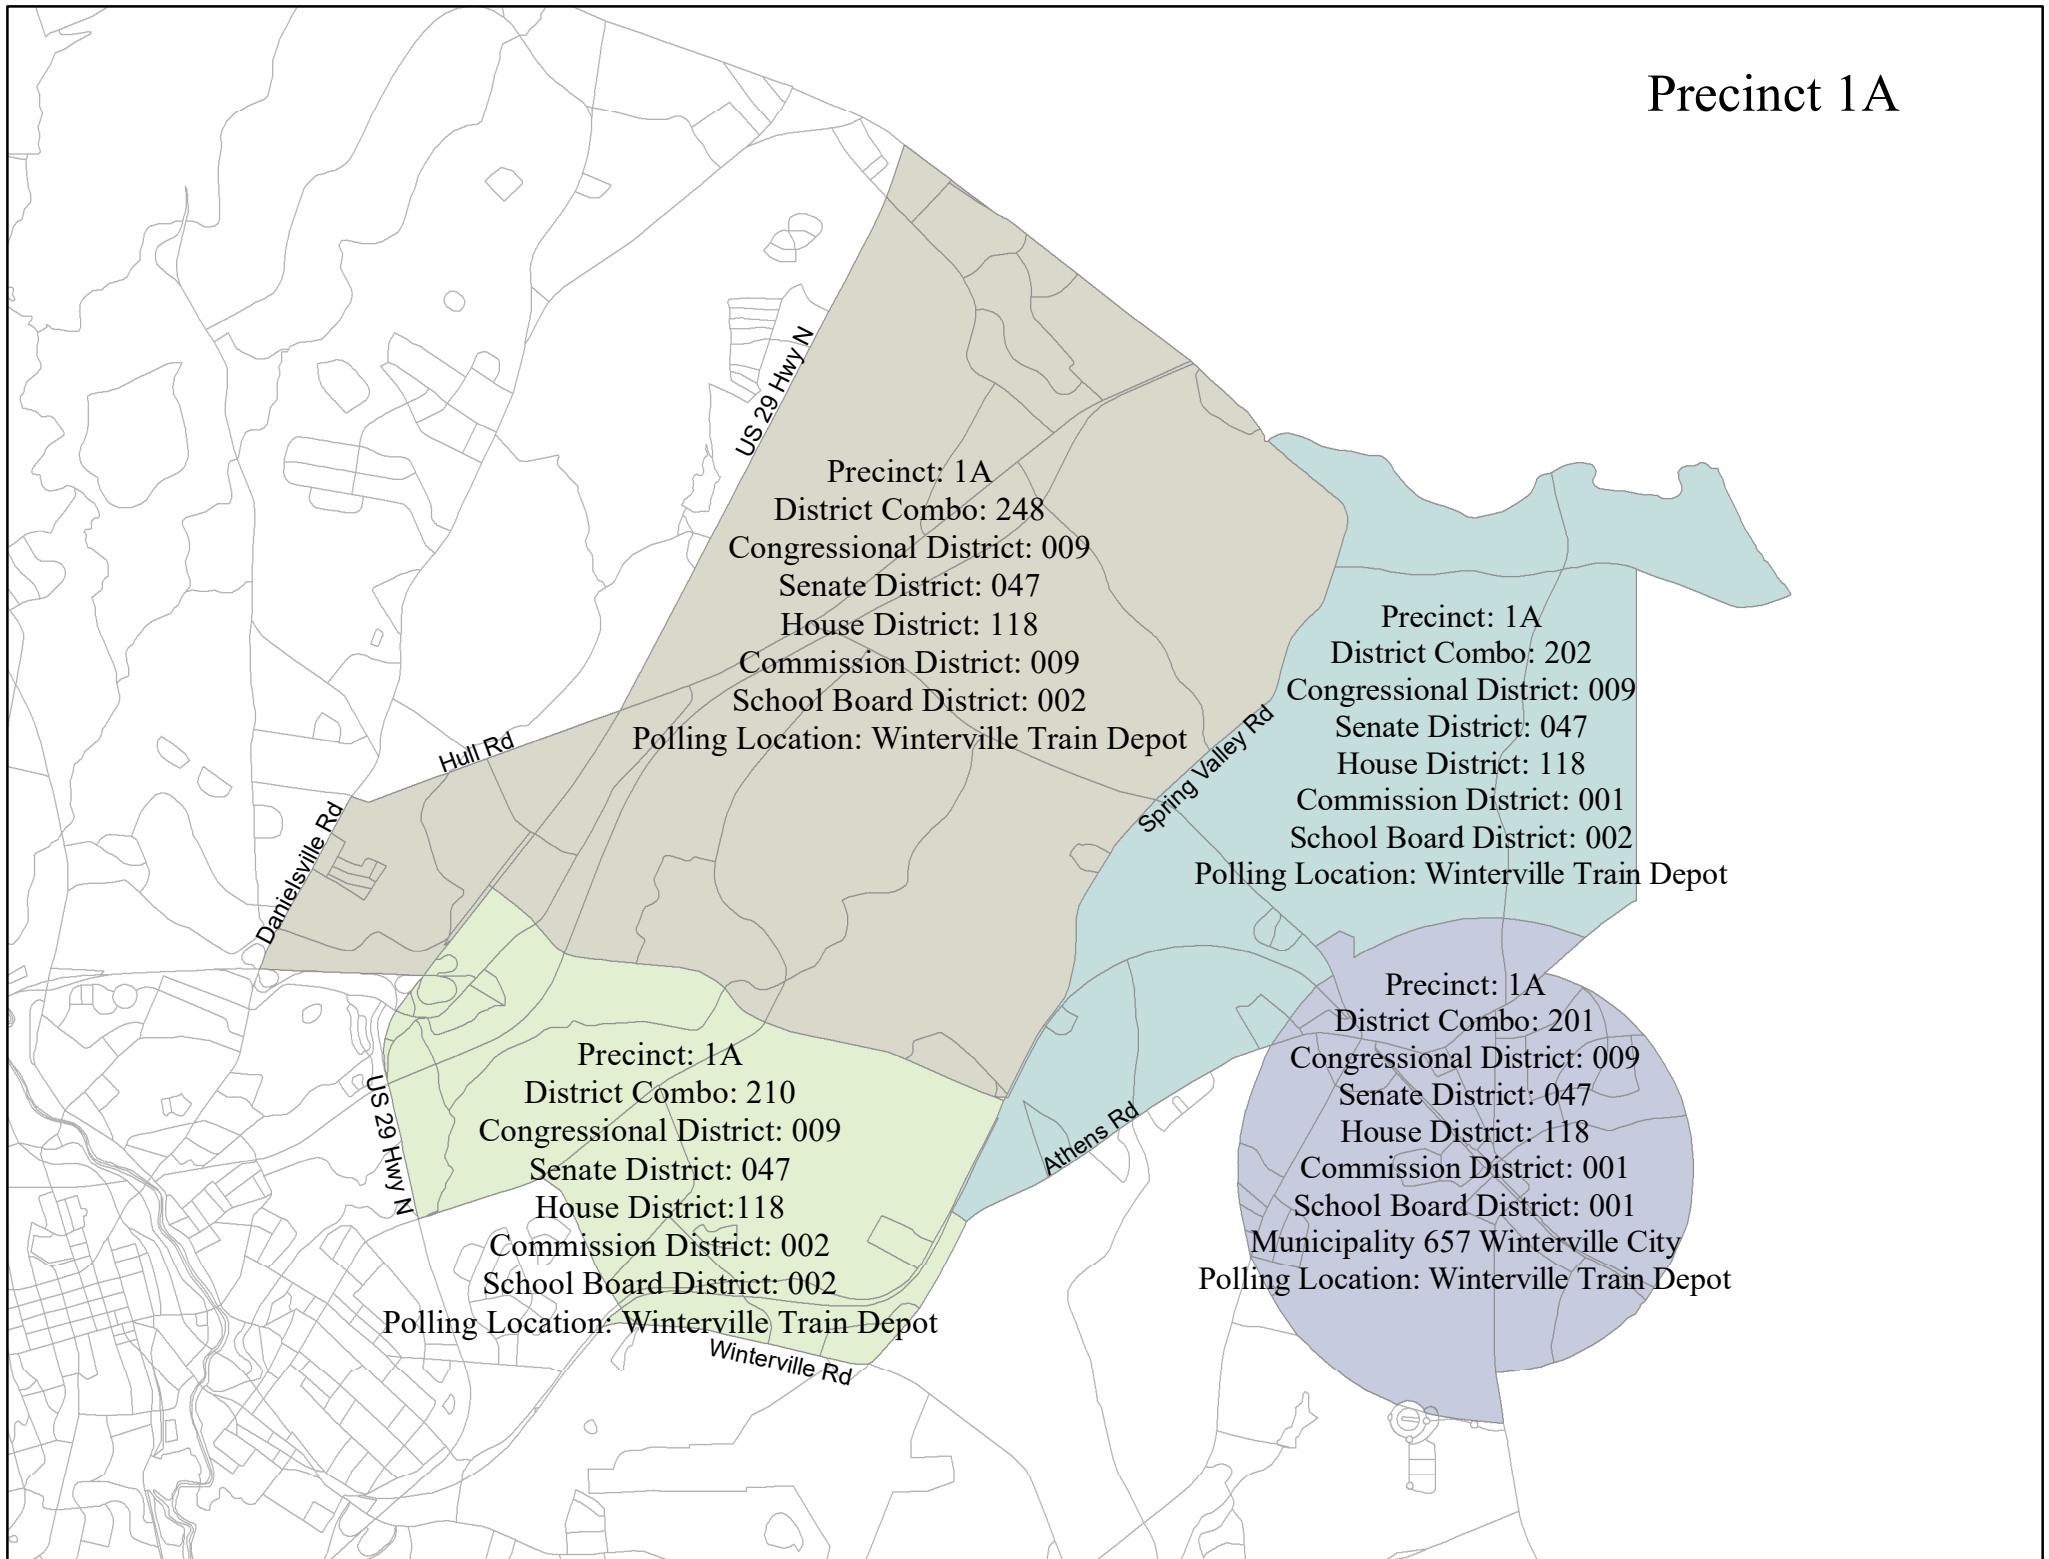 Precinct 1A
US 29 Hwy N
Precinct: 1A
District Combo: 248
Congressional District: 009
Senate District: 047
House District: 118
Commission District: 009
School Board District: 002
Polling Location: Winterville Train Depot
Hull Rd
Danielsville Rd
Spring Valley Rd
Precinct: 1A
District Combo: 202
Congressional District: 009
Senate District: 047
House District: 118
Commission District: 001
School Board District: 002
Polling Location: Winterville Train Depot
Precinct: 1A
District Combo: 201
Congressional District: 009
Senate District: 047
House District: 118
Commission District: 001
School Board District: 001
Municipality 657 Winterville City
Polling Location: Winterville Train Depot
Precinct: 1A
District Combo: 210
Congressional District: 009
Senate District: 047
House District:118
Commission District: 002
School Board District: 002
Polling Location: Winterville Train Depot
US 29 Hwy N
Athens Rd
Winterville Rd